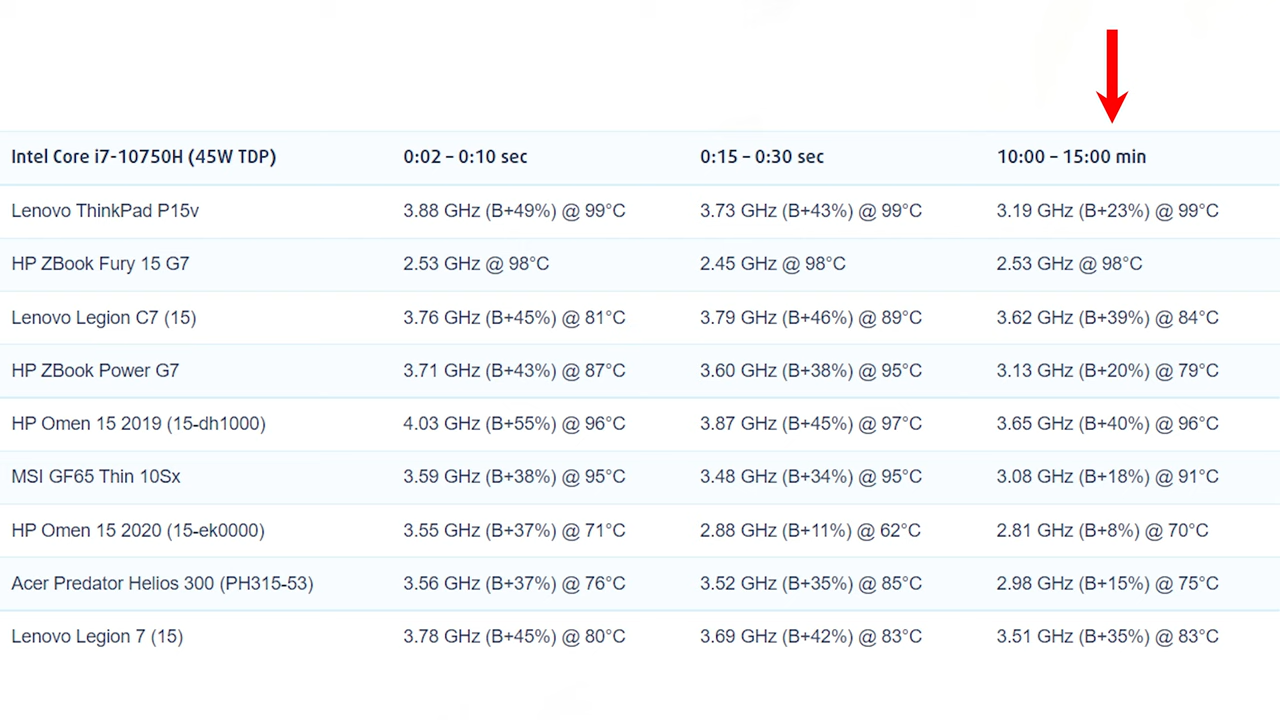 Intel Core i7-10750H (45W TDP) 0:02 – 0:10 sec 0:15 – 0:30 sec 10:00 – 15:00 min
Lenovo ThinkPad P15v 3.88 GHz (B+49%) @ 99°C 3.73 GHz (B+43%) @ 99°C 3.19 GHz (B+23%) @ 99°C
HP ZBook Fury 15 G7 2.53 GHz @ 98°C 2.45 GHz @ 98°C 2.53 GHz @ 98°C
Lenovo Legion C7 (15) 3.76 GHz (B+45%) @ 81°C 3.79 GHz (B+46%) @ 89°C 3.62 GHz (B+39%) @ 84°C
HP ZBook Power G7 3.71 GHz (B+43%) @ 87°C 3.60 GHz (B+38%) @ 95°C 3.13 GHz (B+20%) @ 79°C
HP Omen 15 2019 (15-dh1000) 4.03 GHz (B+55%) @ 96°C 3.87 GHz (B+45%) @ 97°C 3.65 GHz (B+40%) @ 96°C
MSI GF65 Thin 10Sx 3.59 GHz (B+38%) @ 95°C 3.48 GHz (B+34%) @ 95°C 3.08 GHz (B+18%) @ 91°C
HP Omen 15 2020 (15-ek0000) 3.55 GHz (B+37%) @ 71°C 2.88 GHz (B+11%) @ 62°C 2.81 GHz (B+8%) @ 70°C
Acer Predator Helios 300 (PH315-53) 3.56 GHz (B+37%) @ 76°C 3.52 GHz (B+35%) @ 85°C 2.98 GHz (B+15%) @ 75°C
Lenovo Legion 7 (15) 3.78 GHz (B+45%) @ 80°C 3.69 GHz (B+42%) @ 83°C 3.51 GHz (B+35%) @ 83°C